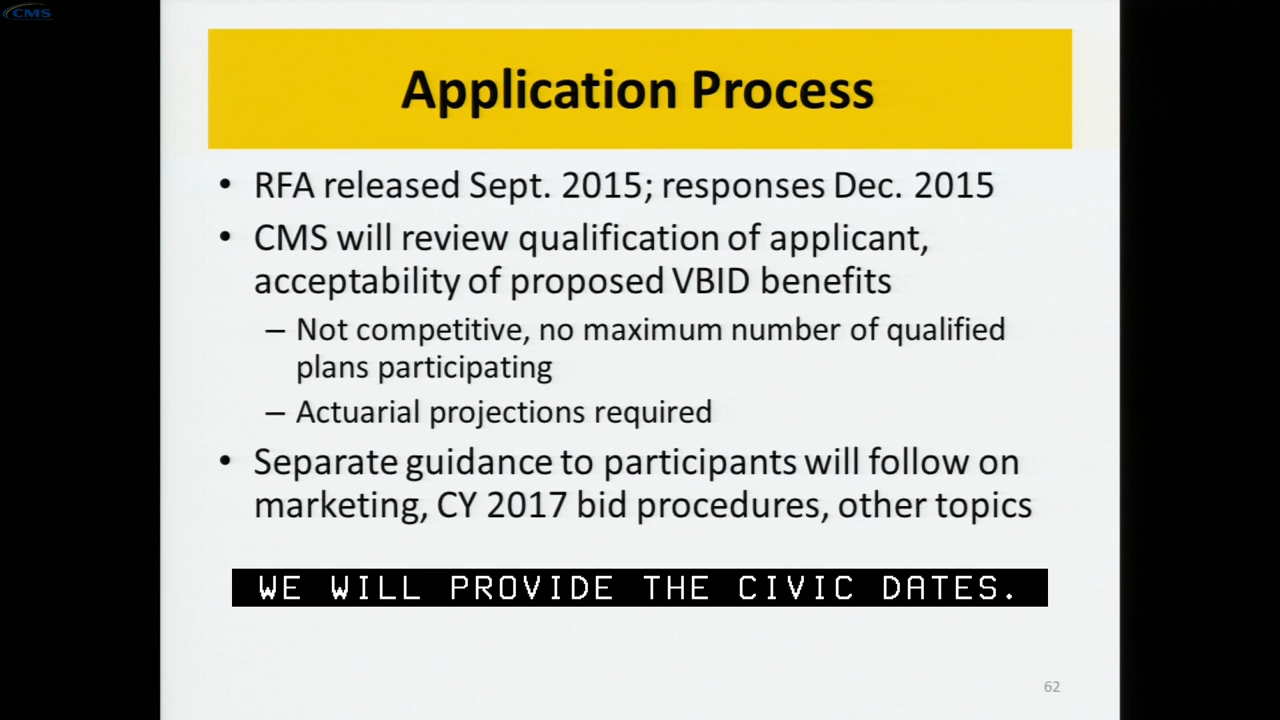 CMS
Application Process
• RFA released Sept. 2015; responses Dec. 2015
• CMS will review qualification of applicant,
acceptability of proposed VBID benefits
– Not competitive, no maximum number of qualified
plans participating
– Actuarial projections required
• Separate guidance to participants will follow on
marketing, CY 2017 bid procedures, other topics
WE WILL PROVIDE THE CIVIC DATES.
62